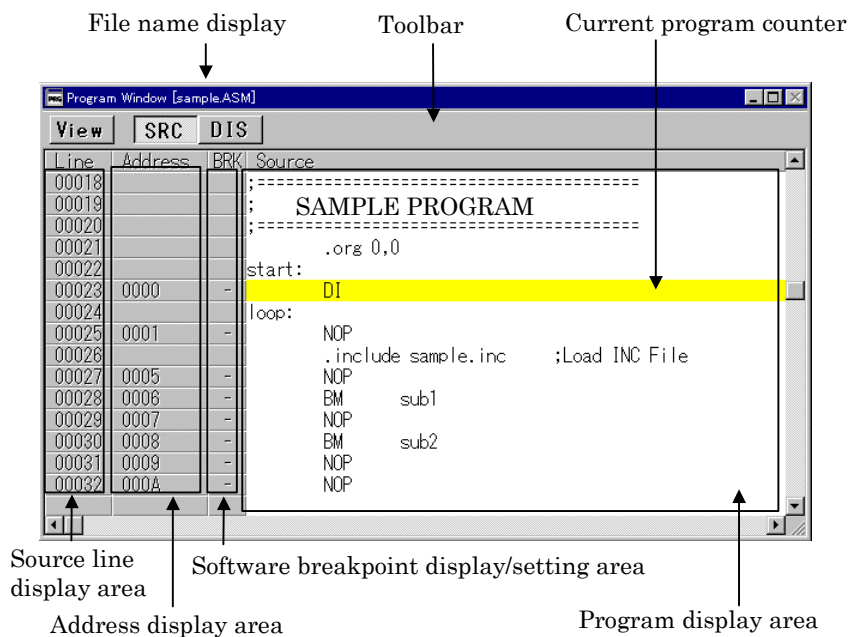 File name display Toolbar Current program counter
Program Window [sample.ASM]
View SRC DIS
Line Address BRK Source
00018 ;========================================
00019 ; SAMPLE PROGRAM
00020 ;========================================
00021 .org 0,0
00022 start:
00023 0000 - DI
00024 loop:
00025 0001 - NOP
00026 .include sample.inc ;Load INC File
00027 0005 - NOP
00028 0006 - BM sub1
00029 0007 - NOP
00030 0008 - BM sub2
00031 0009 - NOP
00032 000A - NOP
Source line
display area
Software breakpoint display/setting area
Address display area
Program display area